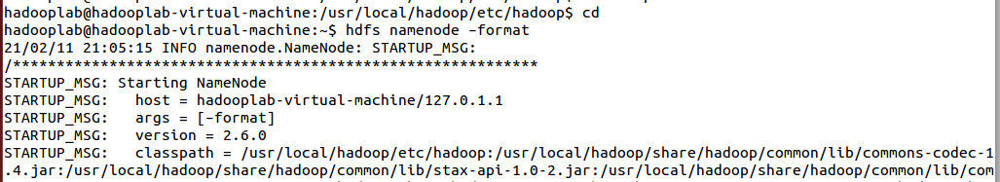 hadooplab@hadooplab-virtual-machine:/usr/local/hadoop/etc/hadoop$ cd
hadooplab@hadooplab-virtual-machine:~$ hdfs namenode -format
21/02/11 21:05:15 INFO namenode.NameNode: STARTUP_MSG:
/************************************************************
STARTUP_MSG: Starting NameNode
STARTUP_MSG:   host = hadooplab-virtual-machine/127.0.1.1
STARTUP_MSG:   args = [-format]
STARTUP_MSG:   version = 2.6.0
STARTUP_MSG:   classpath = /usr/local/hadoop/etc/hadoop:/usr/local/hadoop/share/hadoop/common/lib/commons-codec-1
.4.jar:/usr/local/hadoop/share/hadoop/common/lib/stax-api-1.0-2.jar:/usr/local/hadoop/share/hadoop/common/lib/com